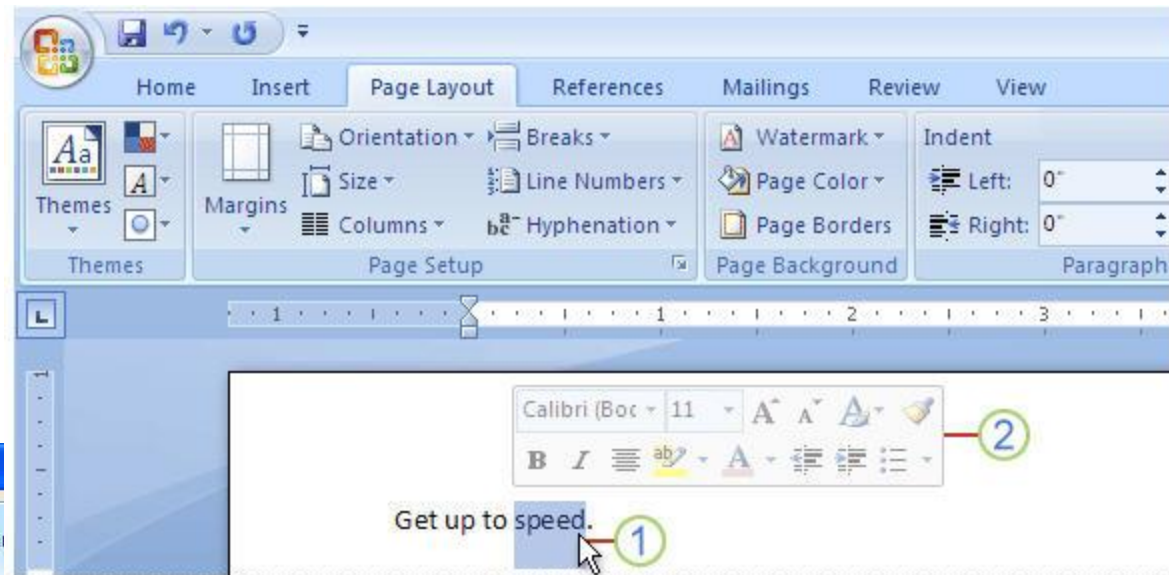 Home Insert Page Layout References Mailings Review View
Orientation Breaks Watermark Indent
Size Line Numbers Page Color Left: 0"
Themes Margins Columns Hyphenation Page Borders Right: 0"
Themes Page Setup Page Background Paragraph
L 1 1 2 3
1
Calibri (Boc 11 A A A
B I ab A
2
Get up to speed.
1